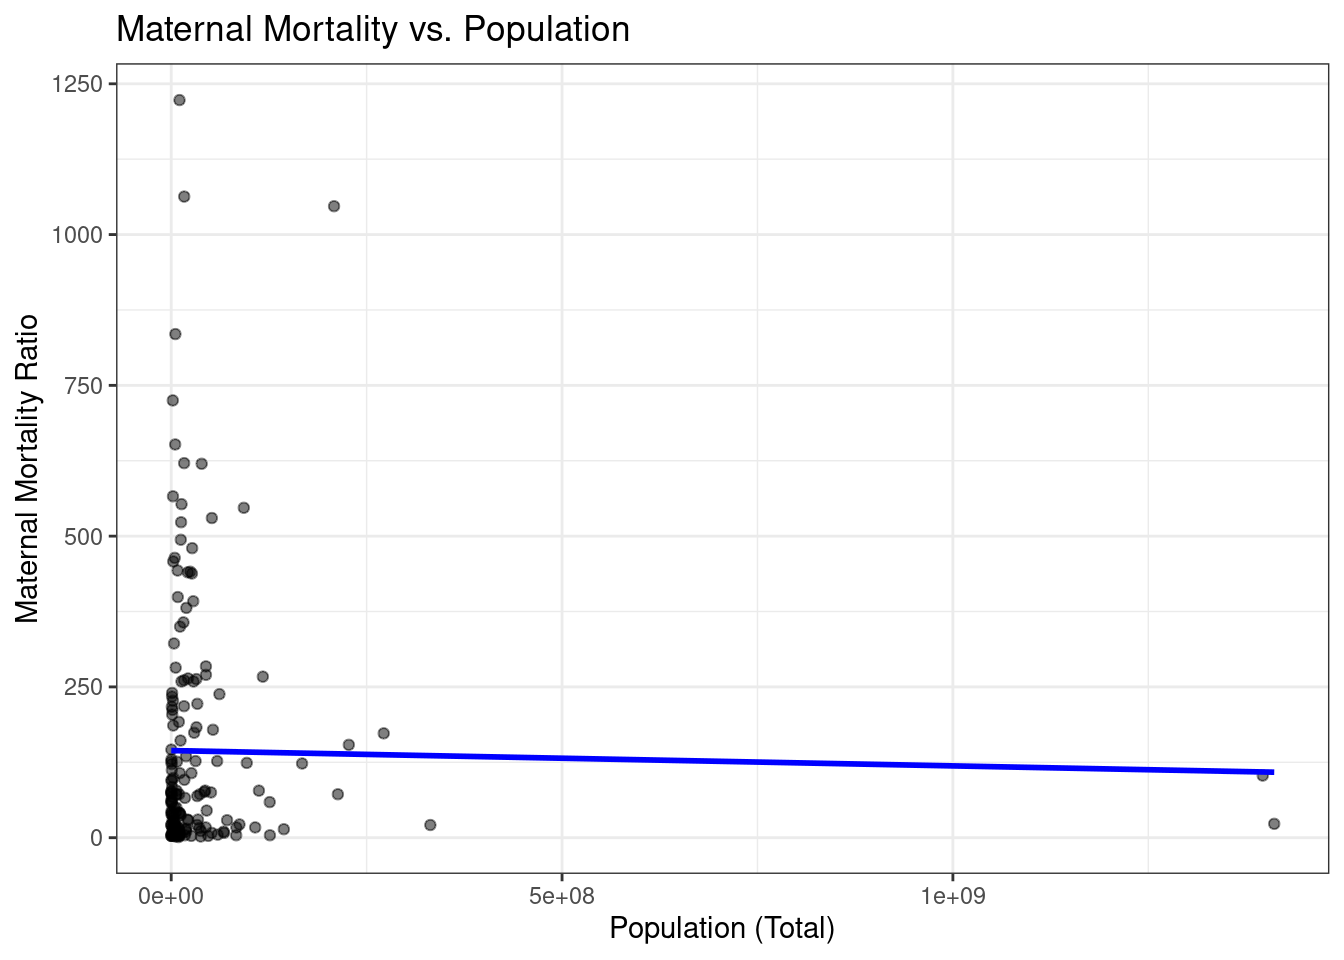 Maternal Mortality vs. Population
1250
1000
750
500
250
0
Maternal Mortality Ratio
0e+00 5e+08 1e+09
Population (Total)